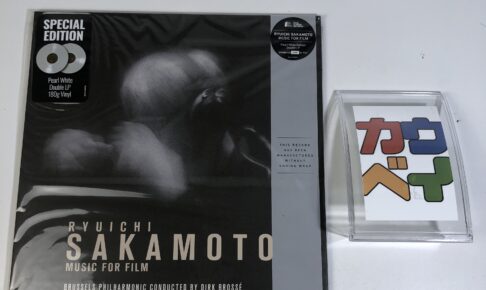 SPECIAL
EDITION
Pearl White
Double LP
180g Vinyl
RYUICHI SAKAMOTO
MUSIC FOR FILM
THIS RECORD
HAS BEEN
MANUFACTURED
WITHOUT
RYUICHI
SAKAMOTO
MUSIC FOR FILM
BRUSSELS PHILHARMONIC CONDUCTED BY DIRK BROSSÉ
カウ
ベイ